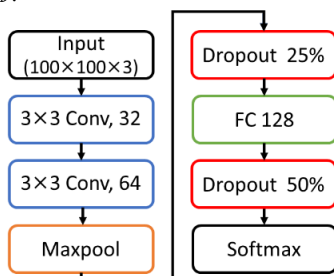 Input
(100×100×3)
3×3 Conv, 32
3×3 Conv, 64
Maxpool
Dropout 25%
FC 128
Dropout 50%
Softmax